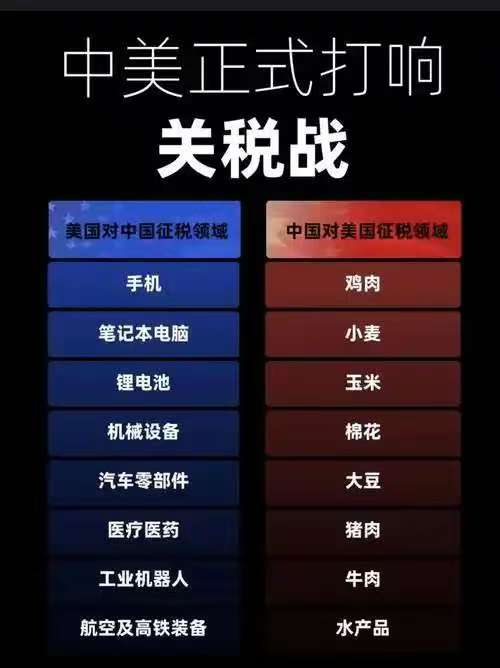 中美正式打响
关税战
美国对中国征税领域 中国对美国征税领域
手机 鸡肉
笔记本电脑 小麦
锂电池 玉米
机械设备 棉花
汽车零部件 大豆
医疗医药 猪肉
工业机器人 牛肉
航空及高铁装备 水产品